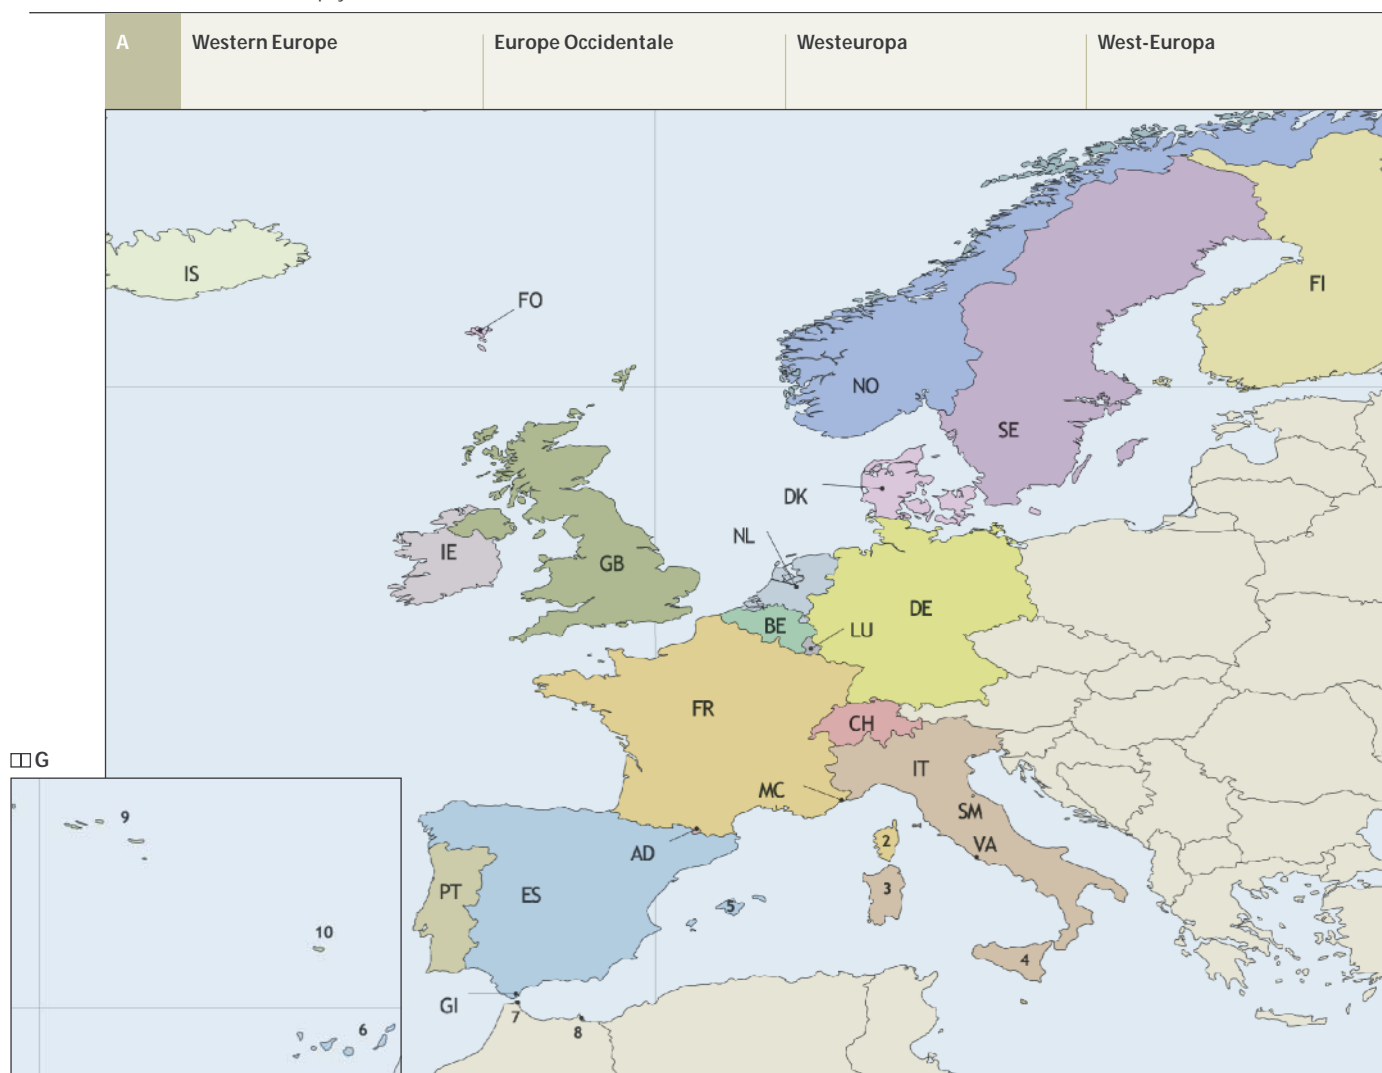 A Western Europe Europe Occidentale Westeuropa West-Europa
IS
FO
FI
NO
SE
DK
NL
IE
GB
DE
BE
LU
FR
CH
G
IT
MC
9
SM
2
VA
AD
3
PT
ES
5
10
4
GI
7
6
8